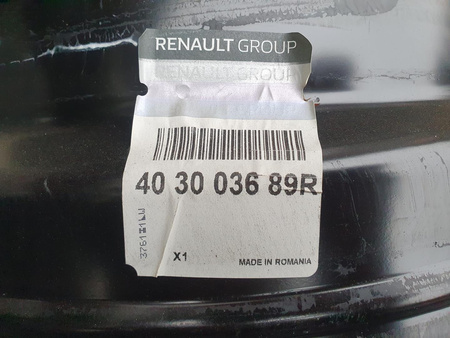 RENAULT GROUP
RENAULT GROUP
40 30 036 89R
X1
MADE IN ROMANIA